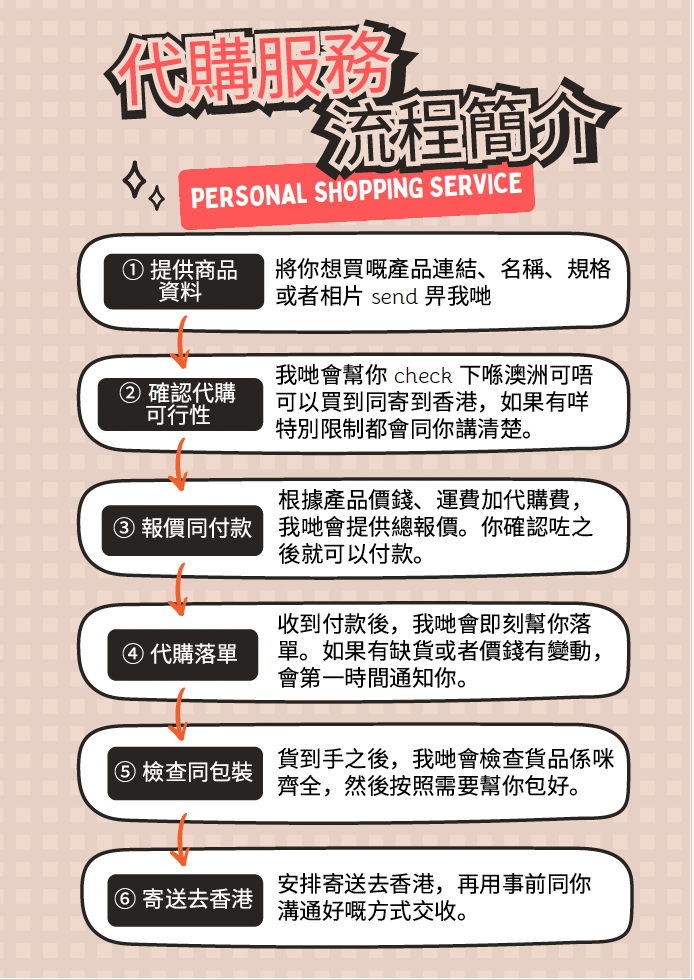 代購服務
流程簡介
PERSONAL SHOPPING SERVICE
① 提供商品
資料
將你想買嘅產品連結、名稱、規格
或者相片 send 畀我哋
② 確認代購
可行性
我哋會幫你 check 下喺澳洲可唔
可以買到同寄到香港，如果有咩
特別限制都會同你講清楚。
③ 報價同付款
根據產品價錢、運費加代購費，
我哋會提供總報價。你確認咗之
後就可以付款。
④ 代購落單
收到付款後，我哋會即刻幫你落
單。如果有缺貨或者價錢有變動，
會第一時間通知你。
⑤ 檢查同包裝
貨到手之後，我哋會檢查貨品係咪
齊全，然後按照需要幫你包好。
⑥ 寄送去香港
安排寄送去香港，再用事前同你
溝通好嘅方式交收。